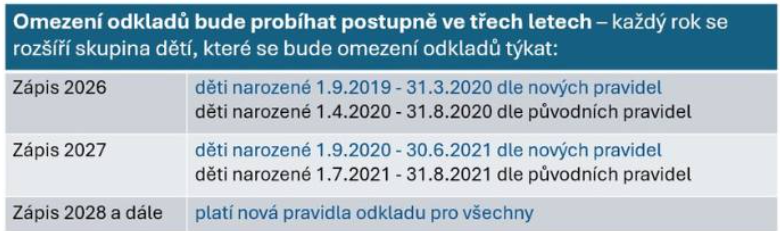 Omezení odkladů bude probíhat postupně ve třech letech – každý rok se
rozšíří skupina dětí, které se bude omezení odkladů týkat:
Zápis 2026
děti narozené 1.9.2019 - 31.3.2020 dle nových pravidel
děti narozené 1.4.2020 - 31.8.2020 dle původních pravidel
Zápis 2027
děti narozené 1.9.2020 - 30.6.2021 dle nových pravidel
děti narozené 1.7.2021 - 31.8.2021 dle původních pravidel
Zápis 2028 a dále
platí nová pravidla odkladu pro všechny